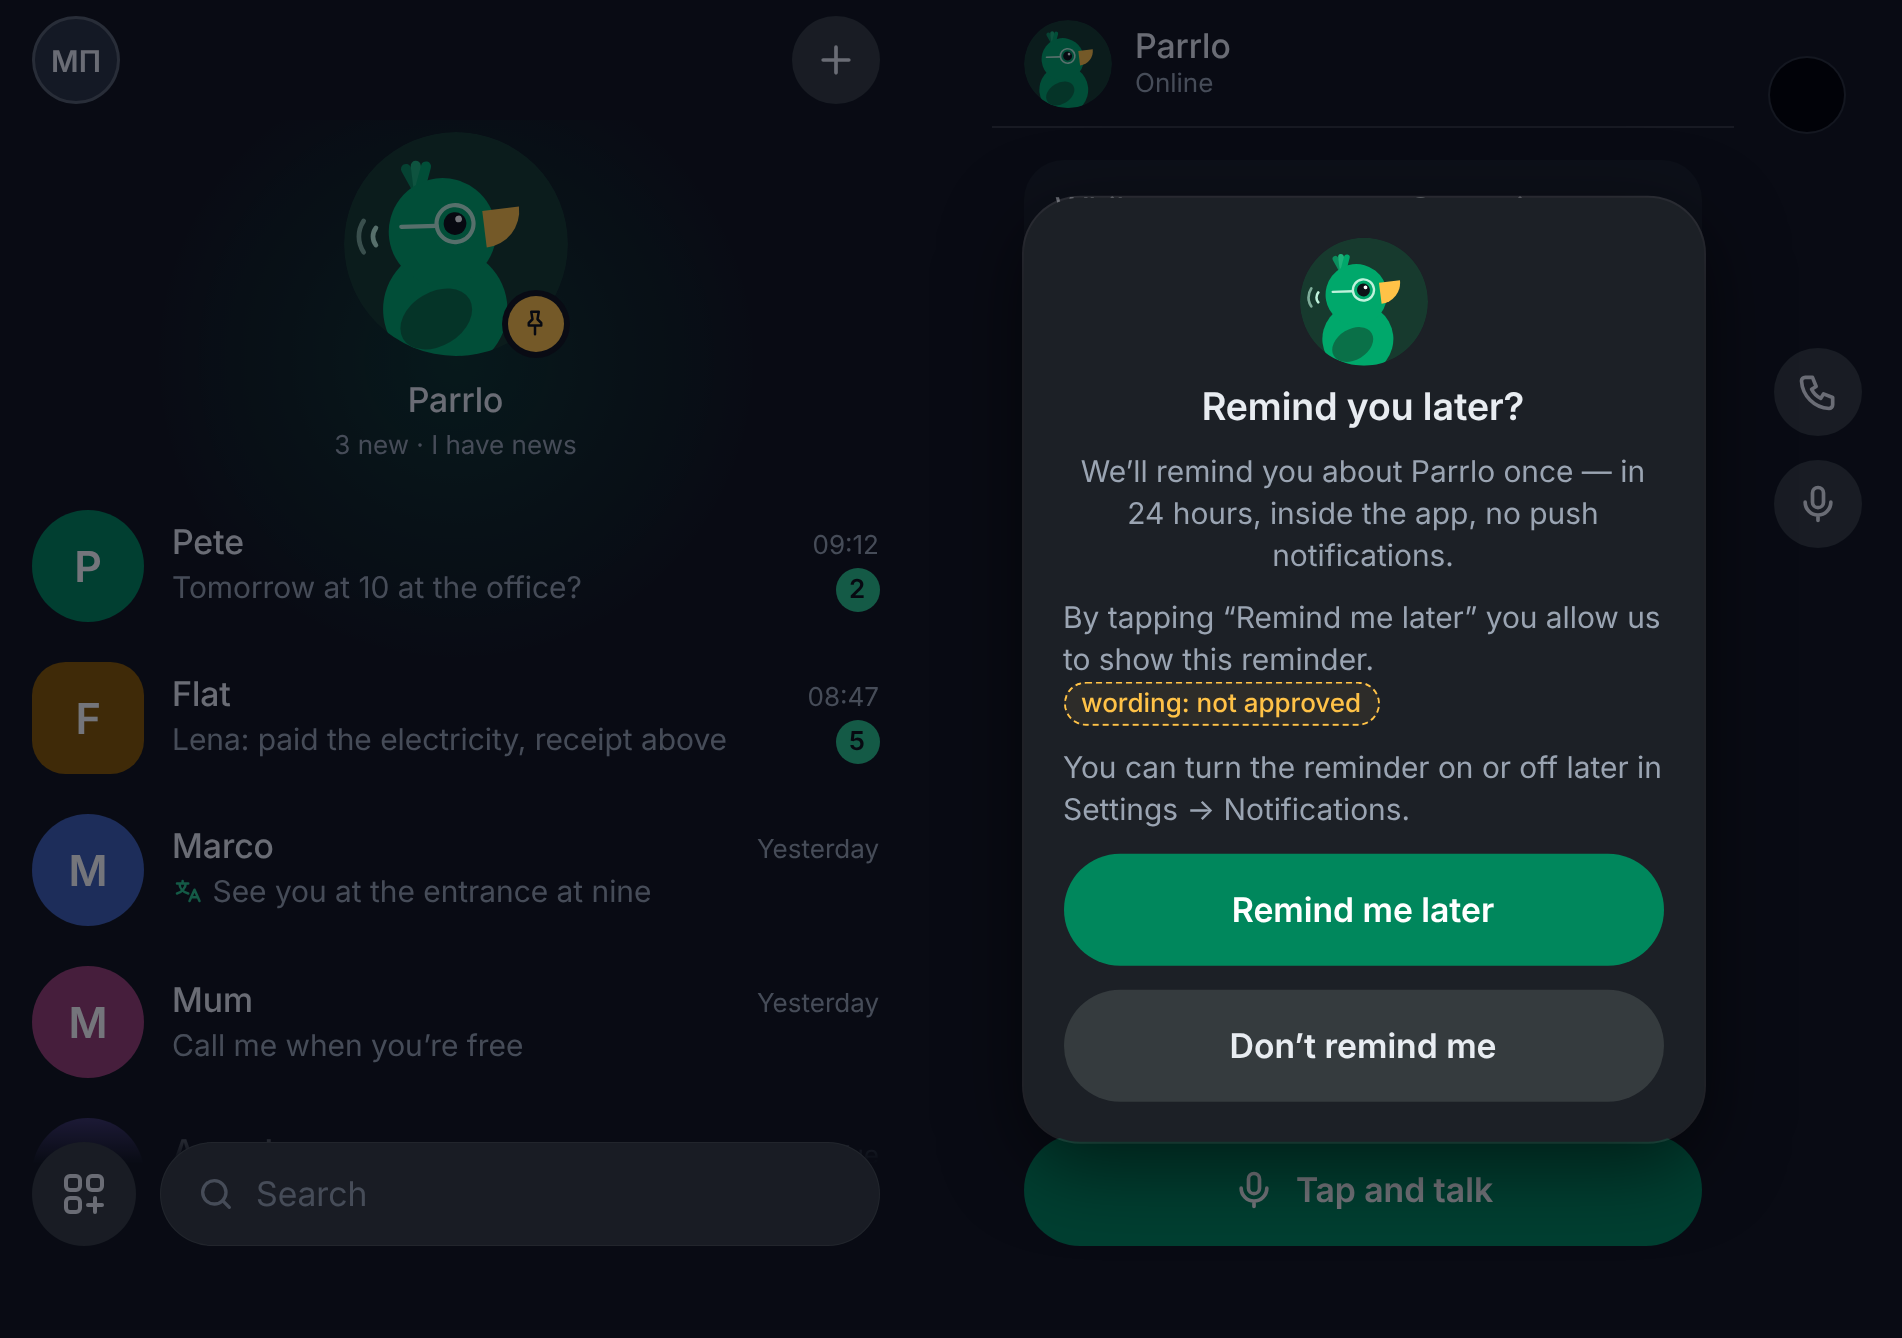 МП
Parrlo
3 new · I have news
P
Pete
09:12
Tomorrow at 10 at the office?
2
F
Flat
08:47
Lena: paid the electricity, receipt above
5
M
Marco
Yesterday
See you at the entrance at nine
M
Mum
Yesterday
Call me when you’re free
Search
Parrlo
Online
Remind you later?
We’ll remind you about Parrlo once — in
24 hours, inside the app, no push
notifications.
By tapping “Remind me later” you allow us
to show this reminder.
wording: not approved
You can turn the reminder on or off later in
Settings → Notifications.
Remind me later
Don’t remind me
Tap and talk